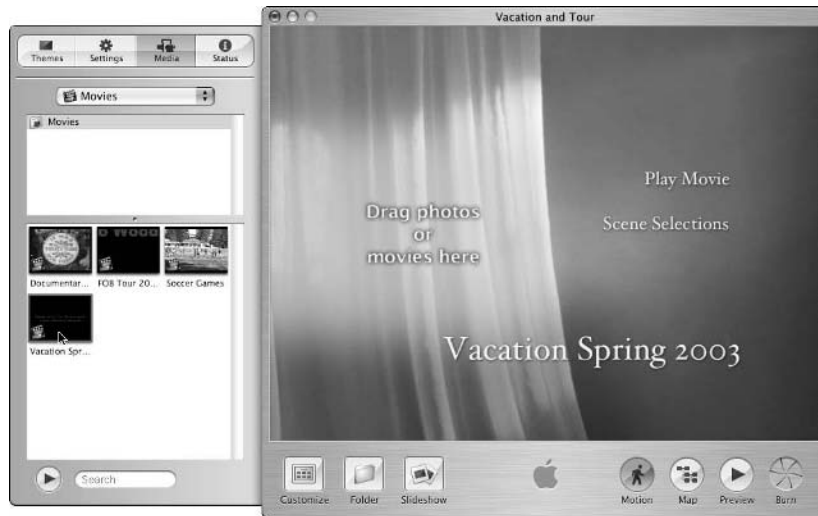 Vacation and Tour
Themes
Settings
Media
Status
Movies
Movies
Documentar...
FOB Tour 20...
Soccer Games
Vacation Spr...
Search
Drag photos
or
movies here
Play Movie
Scene Selections
Vacation Spring 2003
Customize
Folder
Slideshow
Motion
Map
Preview
Burn